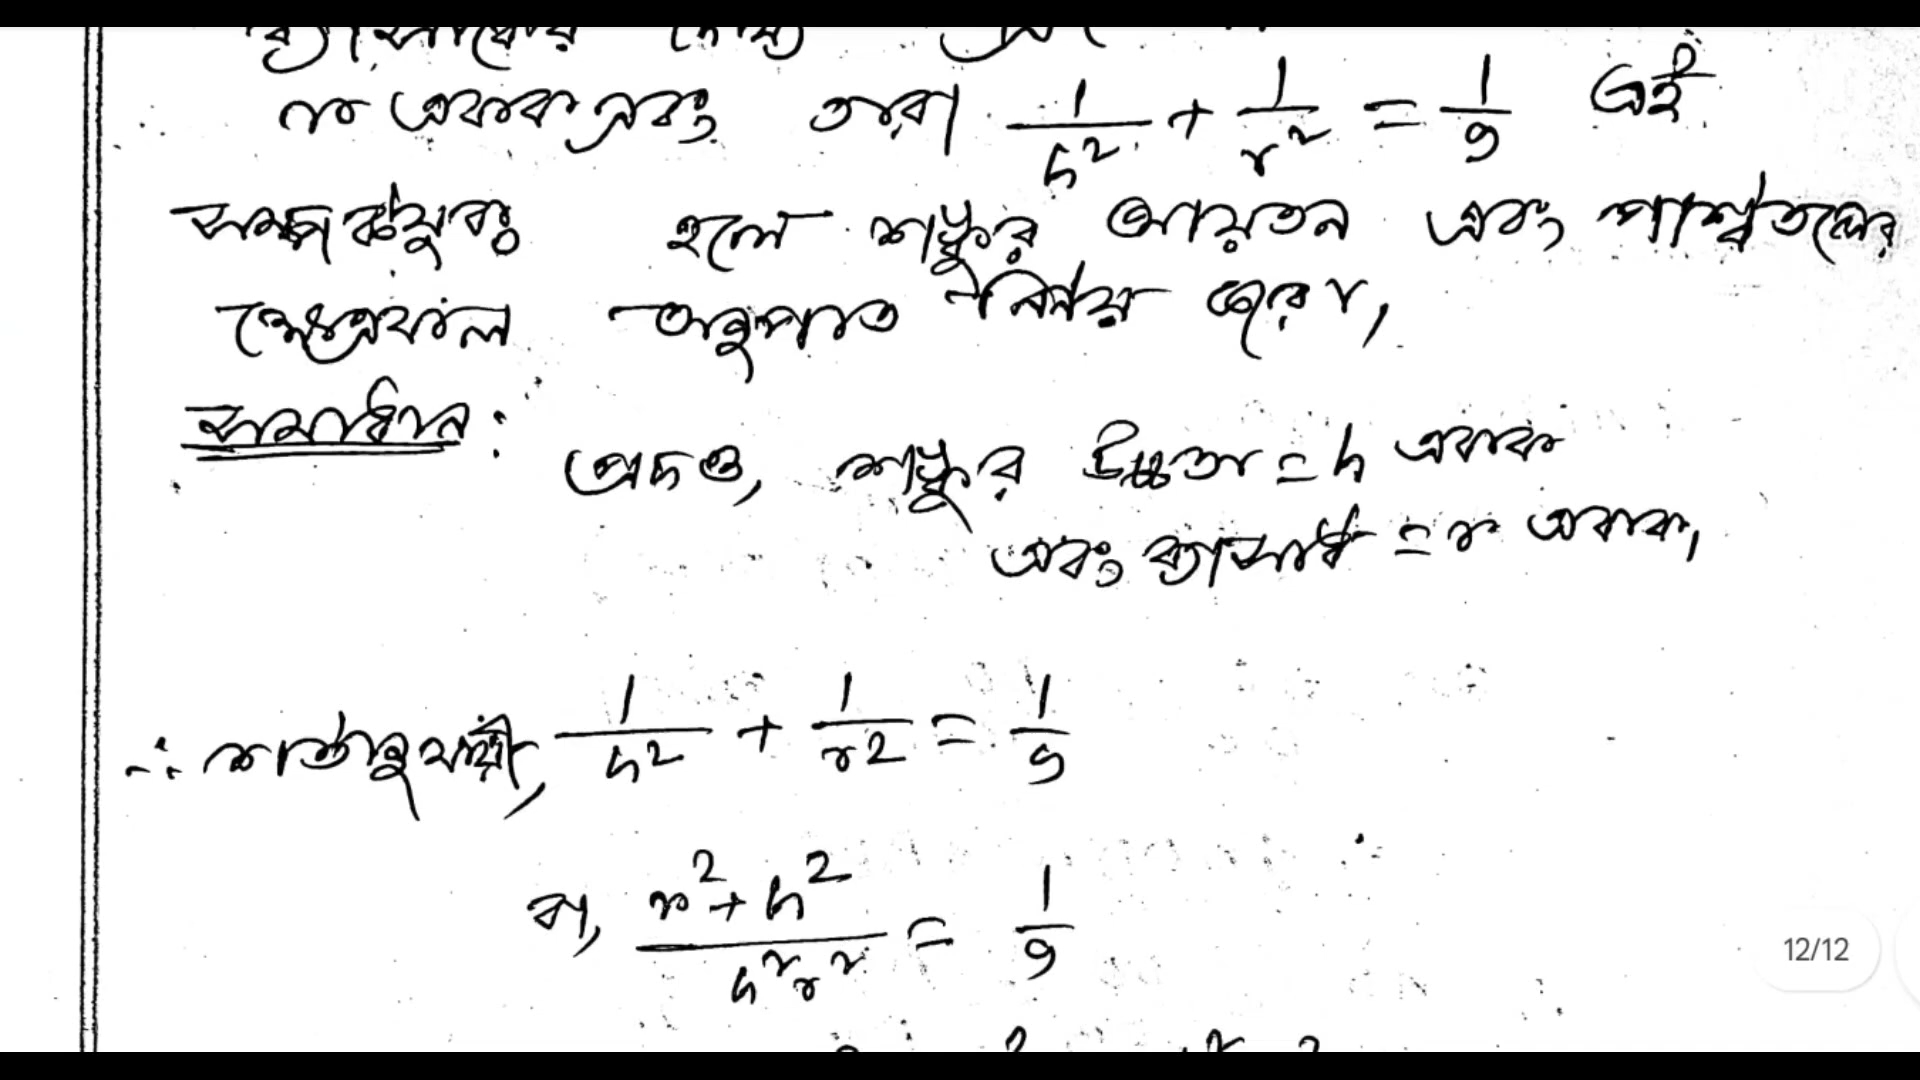 ব্যাসার্ধের দৈর্ঘ্য
একক এবং তারা 1/h² + 1/r² = 1/9 এই
সম্পর্কযুক্ত হলে শঙ্কুর আয়তন এবং পার্শ্বতলের
ক্ষেত্রফলের অনুপাত নির্ণয় করো।
সমাধান:
প্রদত্ত, শঙ্কুর উচ্চতা = h একক
এবং ব্যাসার্ধ = r একক।
∴ শর্তানুযায়ী, 1/h² + 1/r² = 1/9
বা, (r² + h²)/(h²r²) = 1/9
12/12